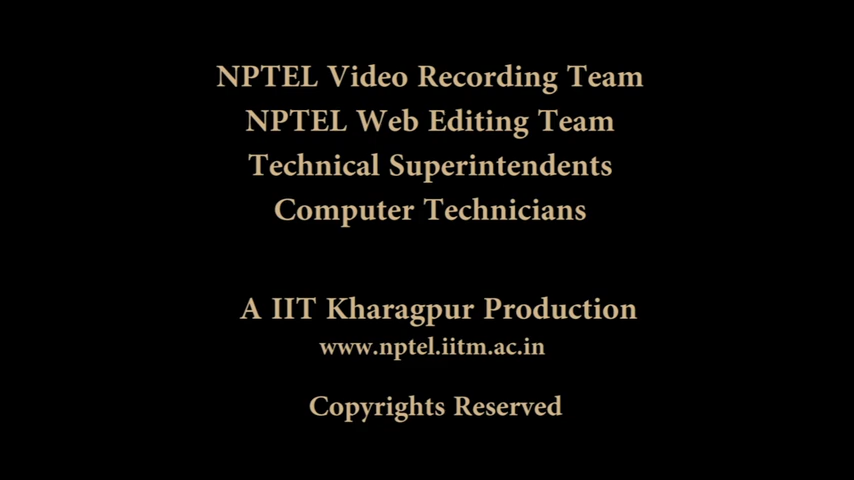 NPTEL Video Recording Team
NPTEL Web Editing Team
Technical Superintendents
Computer Technicians
A IIT Kharagpur Production
www.nptel.iitm.ac.in
Copyrights Reserved